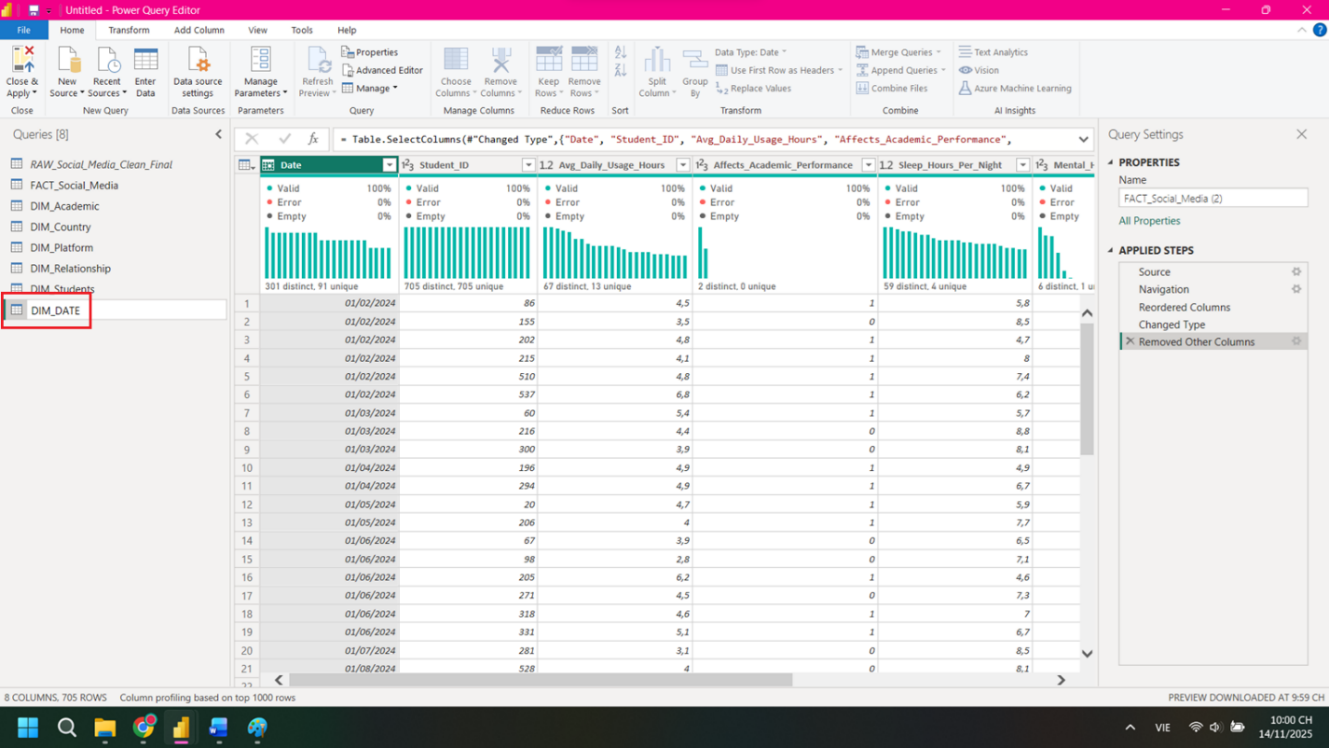 Untitled - Power Query Editor
File Home Transform Add Column View Tools Help
Close & Apply
New Source
Recent Sources
Enter Data
Data source settings
Manage Parameters
Refresh Preview
Properties
Advanced Editor
Manage
Choose Columns
Remove Columns
Keep Rows
Remove Rows
Split Column
Group By
Data Type: Date
Use First Row as Headers
Replace Values
Merge Queries
Append Queries
Combine Files
Text Analytics
Vision
Azure Machine Learning
Close New Query Data Sources Parameters Query Manage Columns Reduce Rows Sort Transform Combine AI Insights
Queries [8]
RAW_Social_Media_Clean_Final
FACT_Social_Media
DIM_Academic
DIM_Country
DIM_Platform
DIM_Relationship
DIM_Students
DIM_DATE
fx = Table.SelectColumns(#"Changed Type",{"Date", "Student_ID", "Avg_Daily_Usage_Hours", "Affects_Academic_Performance",
Date 123 Student_ID 1.2 Avg_Daily_Usage_Hours 123 Affects_Academic_Performance 1.2 Sleep_Hours_Per_Night 123 Mental_H
Valid 100% Valid 100% Valid 100% Valid 100% Valid 100% Valid
Error 0% Error 0% Error 0% Error 0% Error 0% Error
Empty 0% Empty 0% Empty 0% Empty 0% Empty 0% Empty
301 distinct, 91 unique 705 distinct, 705 unique 67 distinct, 13 unique 2 distinct, 0 unique 59 distinct, 4 unique 6 distinct, 1 u
1 01/02/2024 86 4,5 1 5,8
2 01/02/2024 155 3,5 0 8,5
3 01/02/2024 202 4,8 1 4,7
4 01/02/2024 215 4,1 1 8
5 01/02/2024 510 4,8 1 7,4
6 01/02/2024 537 6,8 1 6,2
7 01/03/2024 60 5,4 1 5,7
8 01/03/2024 216 4,4 0 8,8
9 01/03/2024 300 3,9 0 8,1
10 01/04/2024 196 4,9 1 4,9
11 01/04/2024 294 4,9 1 6,7
12 01/05/2024 20 4,7 1 5,9
13 01/05/2024 206 4 1 7,7
14 01/06/2024 67 3,9 0 6,5
15 01/06/2024 98 2,8 0 7,1
16 01/06/2024 205 6,2 1 4,6
17 01/06/2024 271 4,5 0 7,3
18 01/06/2024 318 4,6 1 7
19 01/06/2024 331 5,1 1 6,7
20 01/07/2024 281 3,1 0 8,5
21 01/08/2024 528 4 0 8,1
22
Query Settings
PROPERTIES
Name
FACT_Social_Media (2)
All Properties
APPLIED STEPS
Source
Navigation
Reordered Columns
Changed Type
Removed Other Columns
8 COLUMNS, 705 ROWS Column profiling based on top 1000 rows PREVIEW DOWNLOADED AT 9:59 CH
VIE
10:00 CH
14/11/2025